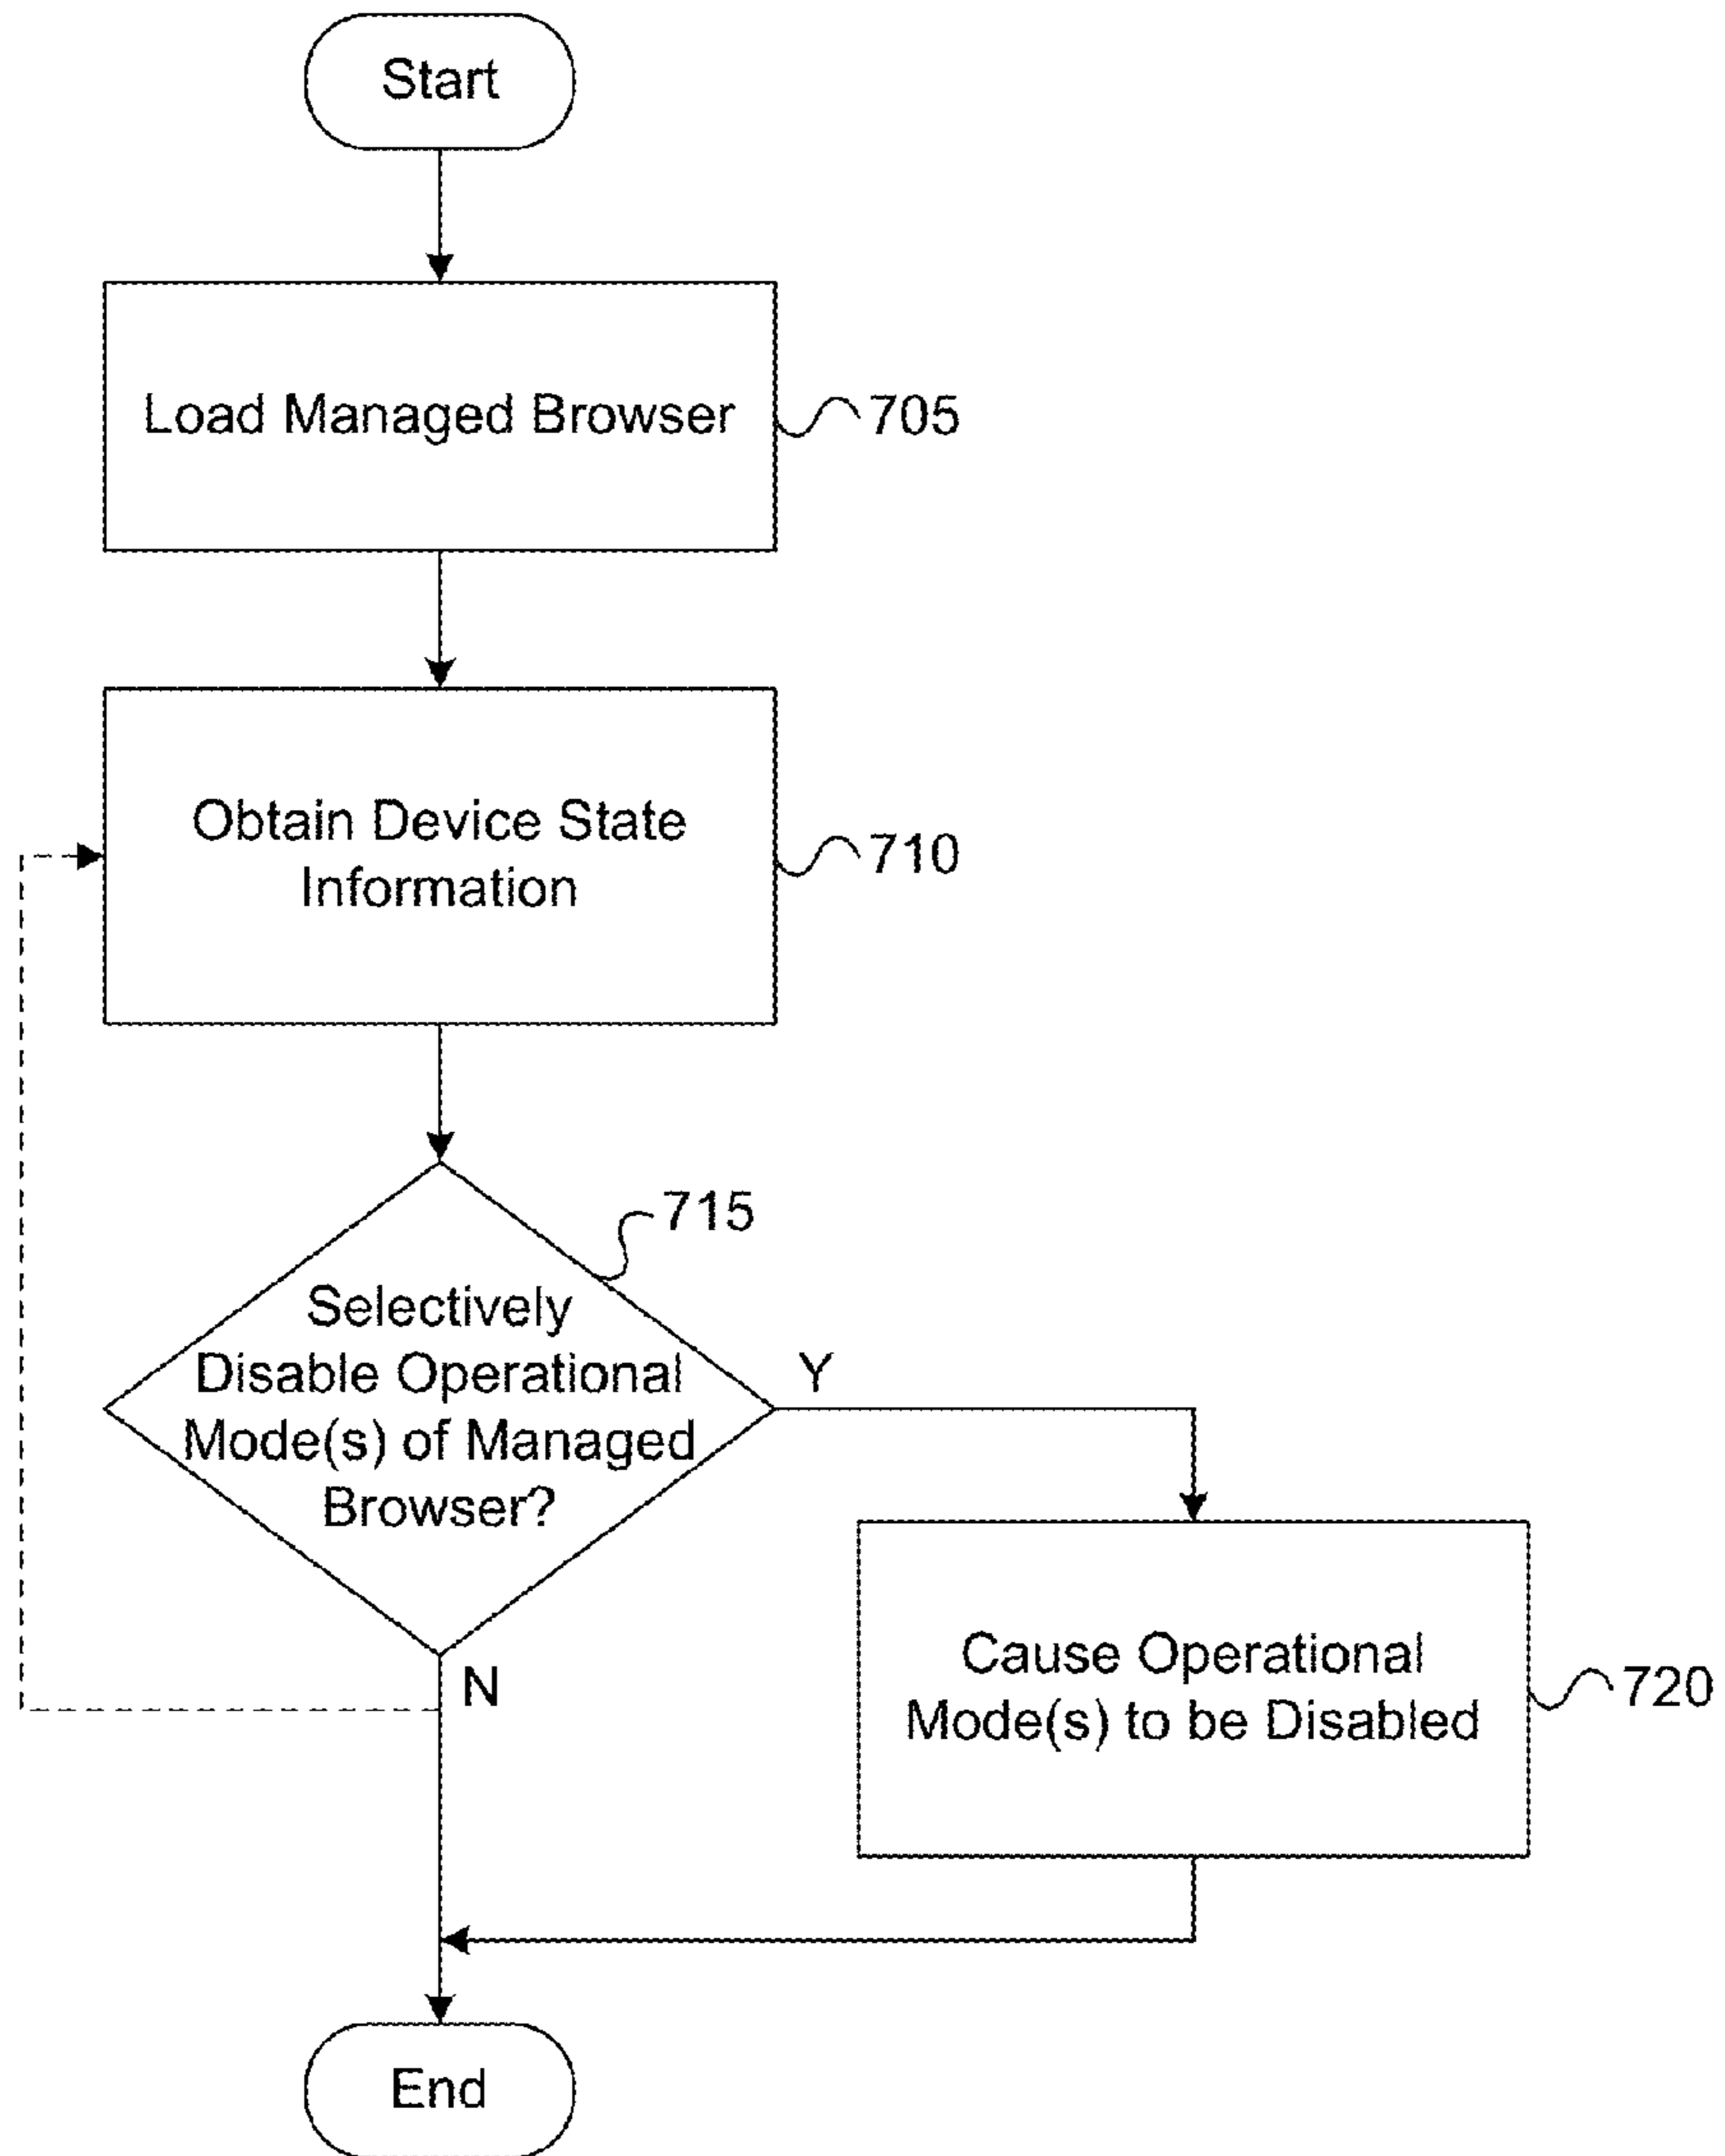 Start
Load Managed Browser
705
Obtain Device State
Information
710
715
Selectively
Disable Operational
Mode(s) of Managed
Browser?
Y
N
Cause Operational
Mode(s) to be Disabled
720
End